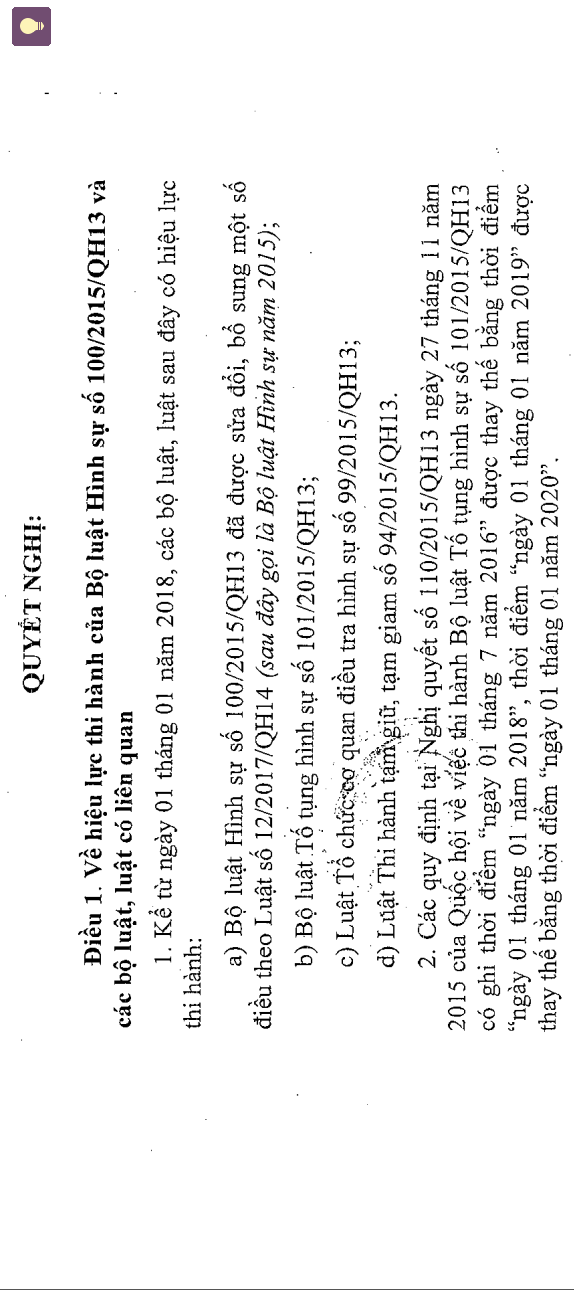 QUYẾT NGHỊ:
Điều 1. Về hiệu lực thi hành của Bộ luật Hình sự số 100/2015/QH13 và
các bộ luật, luật có liên quan
1. Kể từ ngày 01 tháng 01 năm 2018, các bộ luật, luật sau đây có hiệu lực
thi hành:
a) Bộ luật Hình sự số 100/2015/QH13 đã được sửa đổi, bổ sung một số
điều theo Luật số 12/2017/QH14 (sau đây gọi là Bộ luật Hình sự năm 2015);
b) Bộ luật Tố tụng hình sự số 101/2015/QH13;
c) Luật Tổ chức cơ quan điều tra hình sự số 99/2015/QH13;
d) Luật Thi hành tạm giữ, tạm giam số 94/2015/QH13.
2. Các quy định tại Nghị quyết số 110/2015/QH13 ngày 27 tháng 11 năm
2015 của Quốc hội về việc thi hành Bộ luật Tố tụng hình sự số 101/2015/QH13
có ghi thời điểm “ngày 01 tháng 7 năm 2016” được thay thế bằng thời điểm
“ngày 01 tháng 01 năm 2018”, thời điểm “ngày 01 tháng 01 năm 2019” được
thay thế bằng thời điểm “ngày 01 tháng 01 năm 2020”.